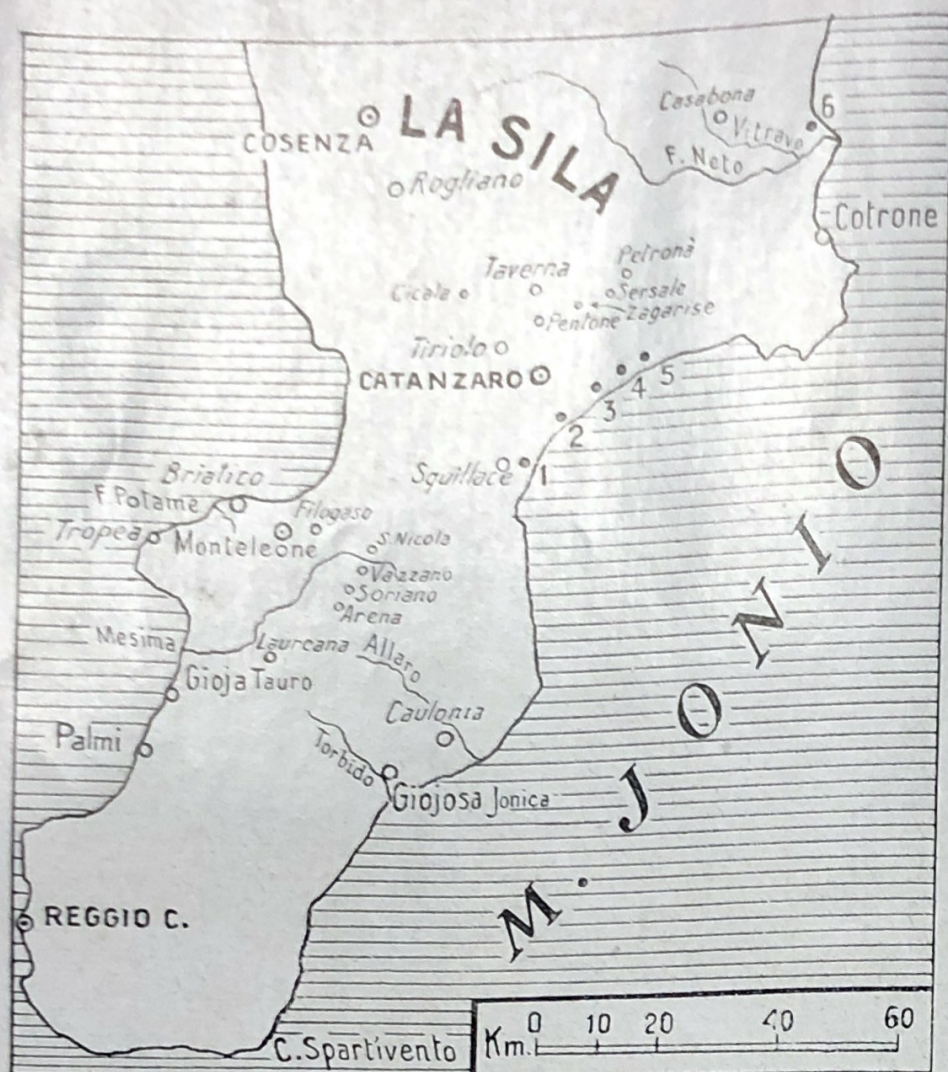 LA SILA
COSENZA
Rogliano
Casabona
Vitravo
F. Neto
6
Cotrone
Petronà
Taverna
Cicala
Sersale
Zagarise
Pentone
Tiriolo
CATANZARO
5
4
3
2
1
Squillace
Briatico
F. Potame
Filogaso
Tropea
Monteleone
S. Nicola
Vazzano
Soriano
Arena
Mesima
Laureana
Allaro
Gioja Tauro
Caulonia
Palmi
Torbido
Giojosa Jonica
M. JONIO
REGGIO C.
C. Spartivento
Km. 0 10 20 40 60